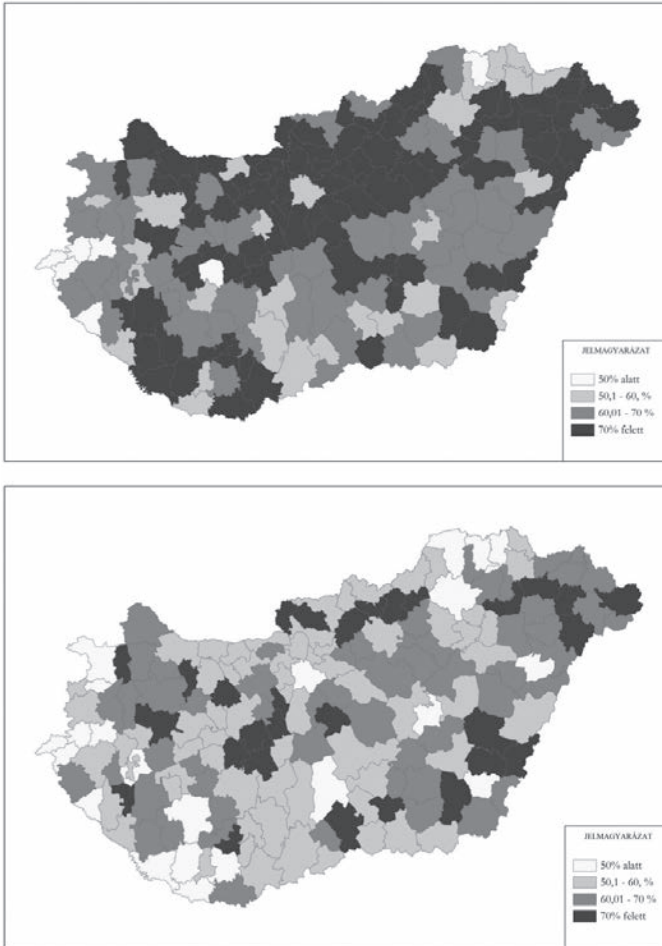 JELMAGYARÁZAT
50% alatt
50,1 - 60, %
60,01 - 70 %
70% felett
JELMAGYARÁZAT
50% alatt
50,1 - 60, %
60,01 - 70 %
70% felett